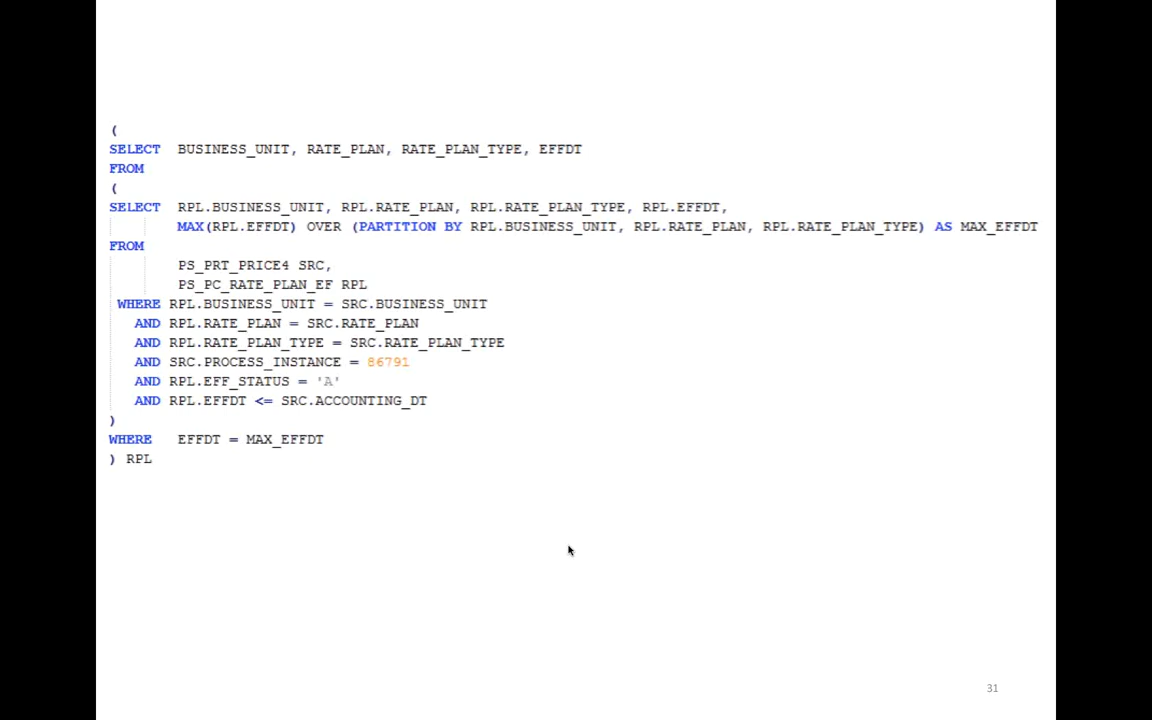 (
SELECT BUSINESS_UNIT, RATE_PLAN, RATE_PLAN_TYPE, EFFDT
FROM
(
SELECT RPL.BUSINESS_UNIT, RPL.RATE_PLAN, RPL.RATE_PLAN_TYPE, RPL.EFFDT,
MAX(RPL.EFFDT) OVER (PARTITION BY RPL.BUSINESS_UNIT, RPL.RATE_PLAN, RPL.RATE_PLAN_TYPE) AS MAX_EFFDT
FROM
PS_PRT_PRICE4 SRC,
PS_PC_RATE_PLAN_EF RPL
WHERE RPL.BUSINESS_UNIT = SRC.BUSINESS_UNIT
AND RPL.RATE_PLAN = SRC.RATE_PLAN
AND RPL.RATE_PLAN_TYPE = SRC.RATE_PLAN_TYPE
AND SRC.PROCESS_INSTANCE = 86791
AND RPL.EFF_STATUS = 'A'
AND RPL.EFFDT <= SRC.ACCOUNTING_DT
)
WHERE EFFDT = MAX_EFFDT
) RPL
31